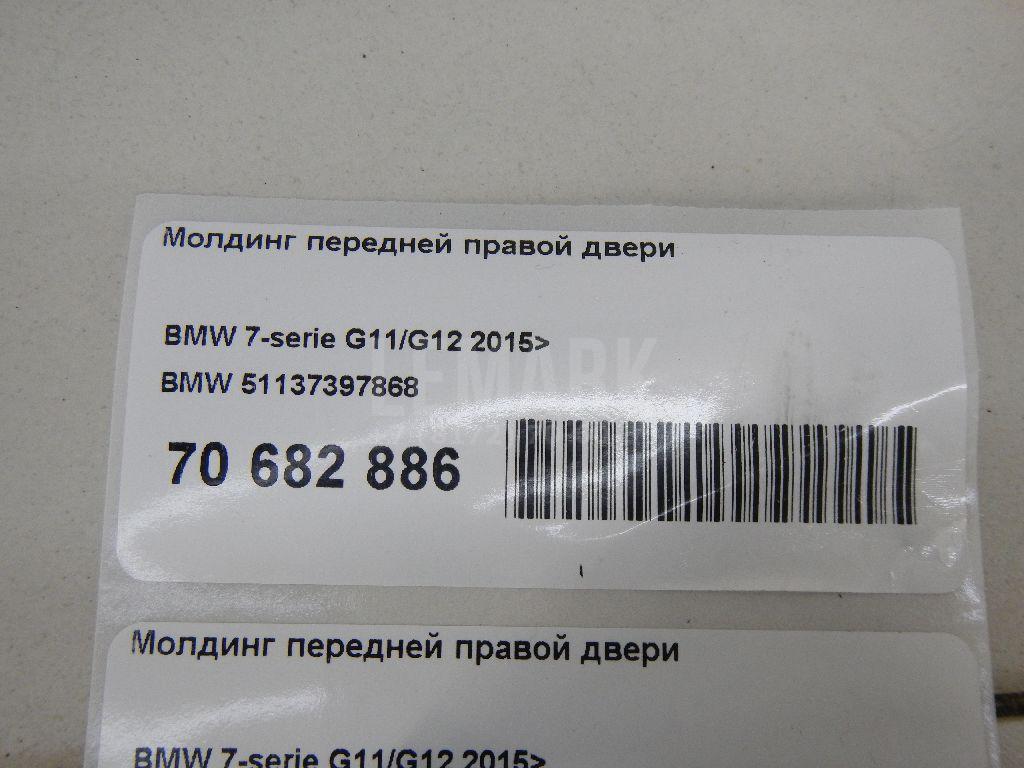 Молдинг передней правой двери
BMW 7-serie G11/G12 2015>
BMW 51137397868
LEMARK
70 682 886
Молдинг передней правой двери
BMW 7-serie G11/G12 2015>